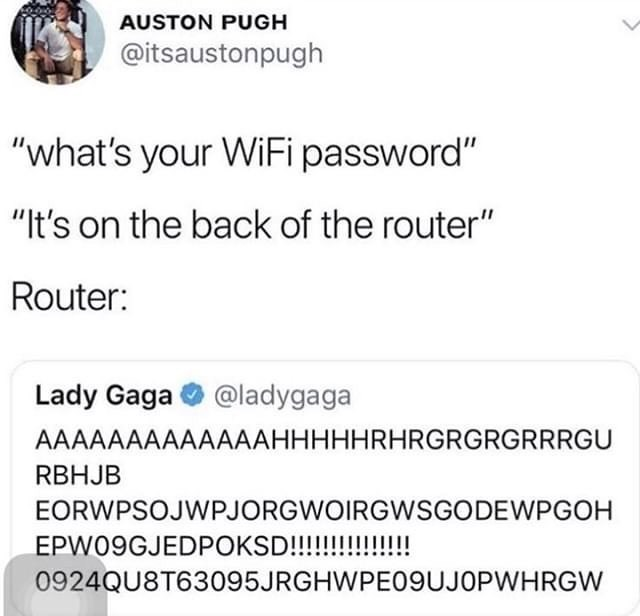 AUSTON PUGH
@itsaustonpugh
"what's your WiFi password"
"It's on the back of the router"
Router:
Lady Gaga @ladygaga
AAAAAAAAAAAAAHHHHHRHRGRGRGRRRGU
RBHJB
EORWPSOJWPJORGWOIRGWSGODEWPGOH
EPW09GJEDPOKSD!!!!!!!!!!!!!!!
0924QU8T63095JRGHWPE09UJ0PWHRGW